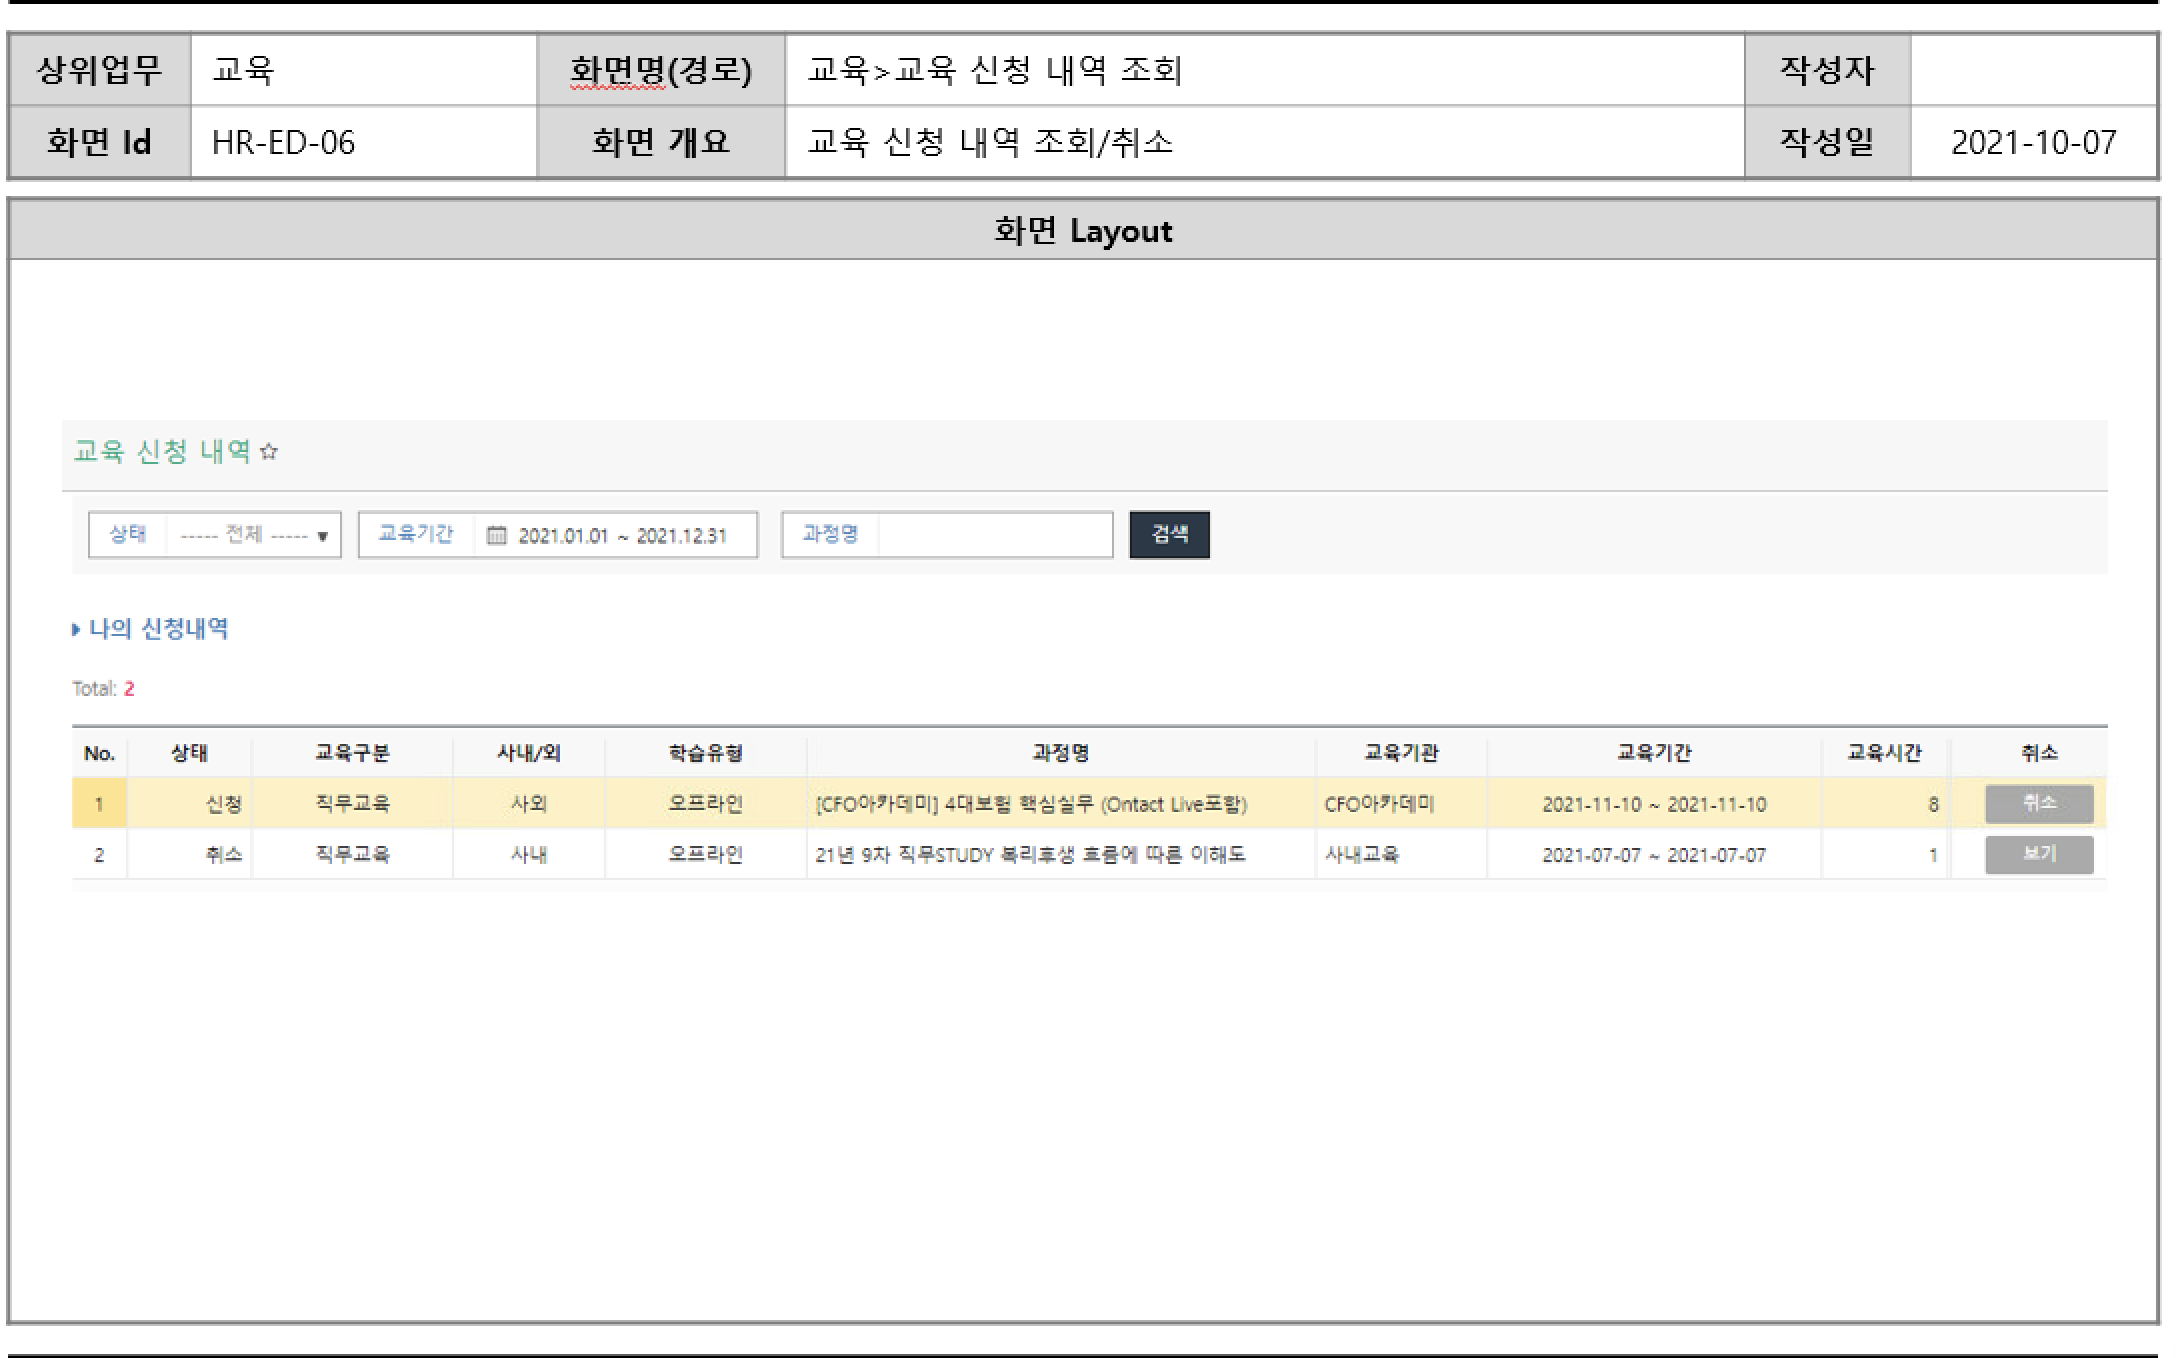 상위업무 교육 화면명(경로) 교육>교육 신청 내역 조회 작성자
화면 Id HR-ED-06 화면 개요 교육 신청 내역 조회/취소 작성일 2021-10-07
화면 Layout
교육 신청 내역 ☆
상태 ----- 전체 ----- ▼ 교육기간 2021.01.01 ~ 2021.12.31 과정명 검색
나의 신청내역
Total: 2
No. 상태 교육구분 사내/외 학습유형 과정명 교육기관 교육기간 교육시간 취소
1 신청 직무교육 사외 오프라인 [CFO아카데미] 4대보험 핵심실무 (Ontact Live포함) CFO아카데미 2021-11-10 ~ 2021-11-10 8 취소
2 취소 직무교육 사내 오프라인 21년 9차 직무STUDY 복리후생 흐름에 따른 이해도 사내교육 2021-07-07 ~ 2021-07-07 1 보기